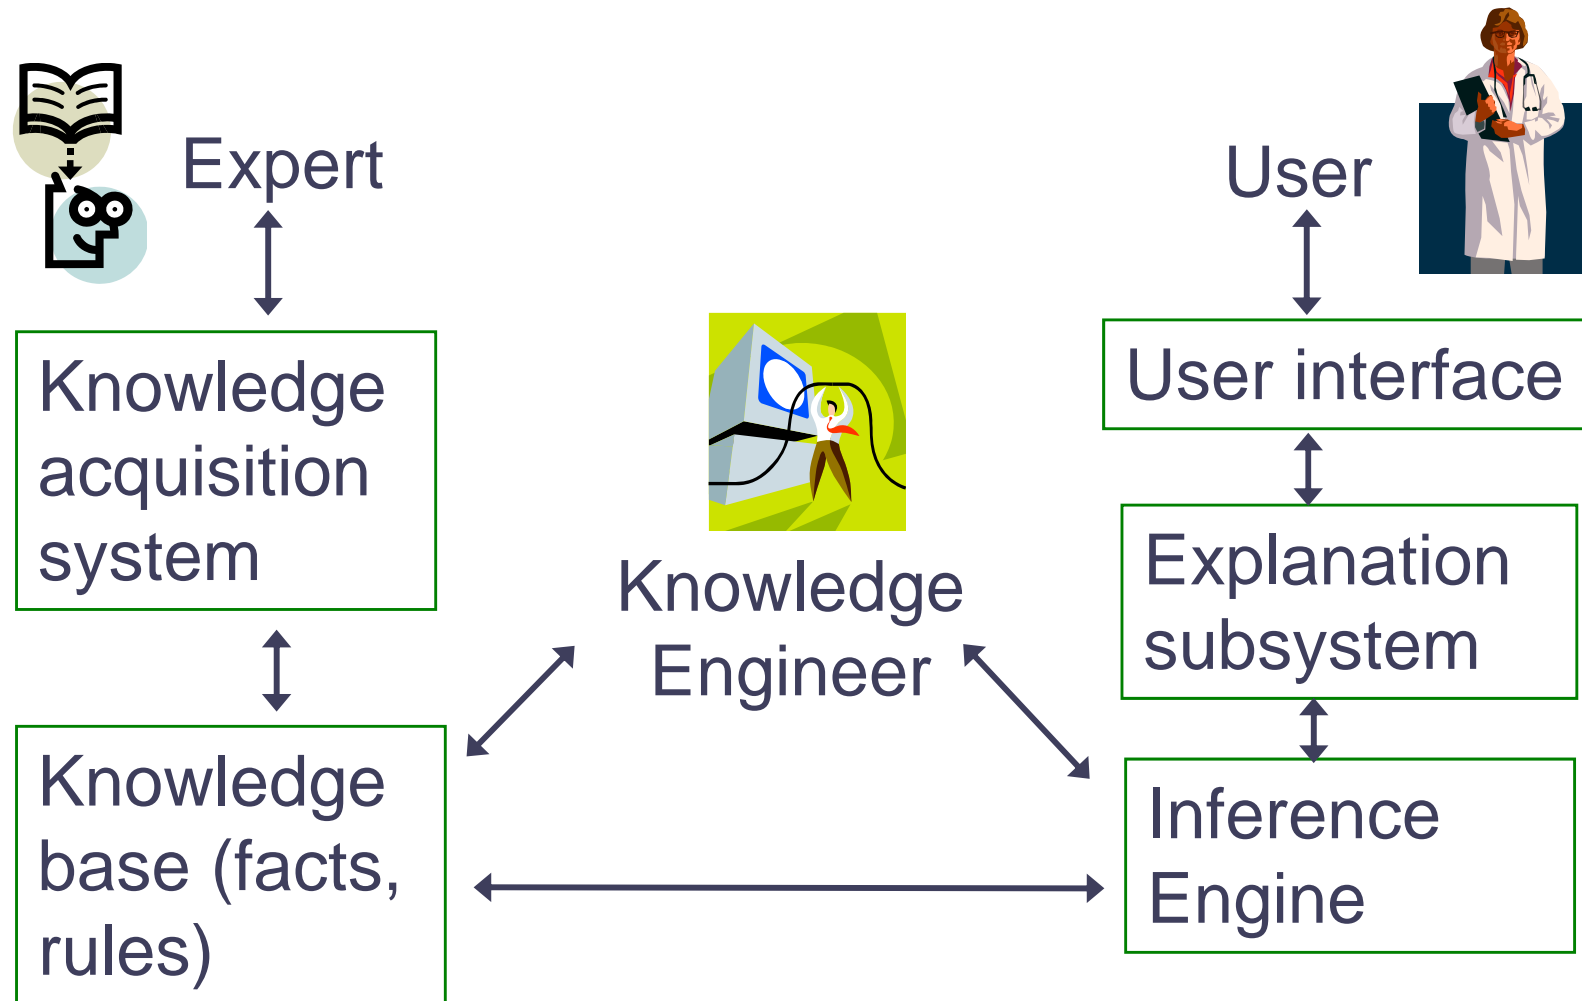 Expert
User
Knowledge
acquisition
system
User interface
Knowledge
Engineer
Explanation
subsystem
Knowledge
base (facts,
rules)
Inference
Engine